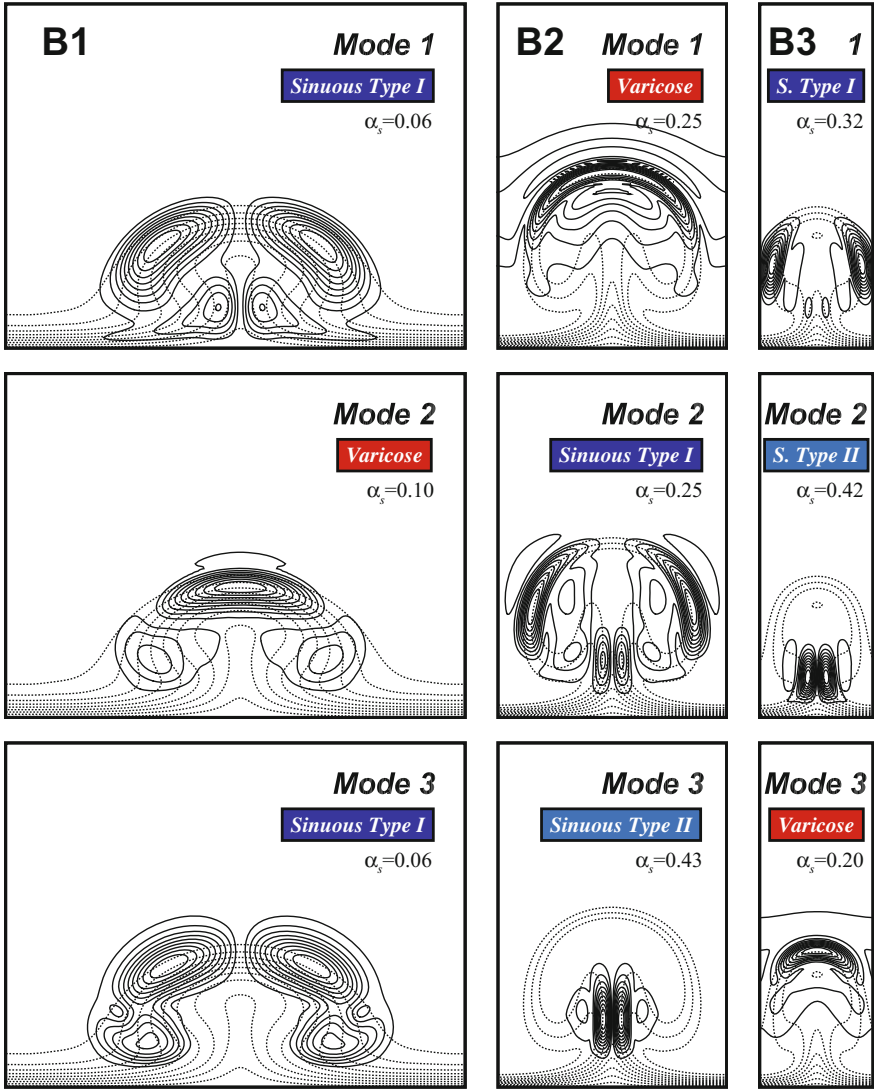 B1
Mode 1
Sinuous Type I
αs=0.06
B2
Mode 1
Varicose
αs=0.25
B3
1
S. Type I
αs=0.32
Mode 2
Varicose
αs=0.10
Mode 2
Sinuous Type I
αs=0.25
Mode 2
S. Type II
αs=0.42
Mode 3
Sinuous Type I
αs=0.06
Mode 3
Sinuous Type II
αs=0.43
Mode 3
Varicose
αs=0.20